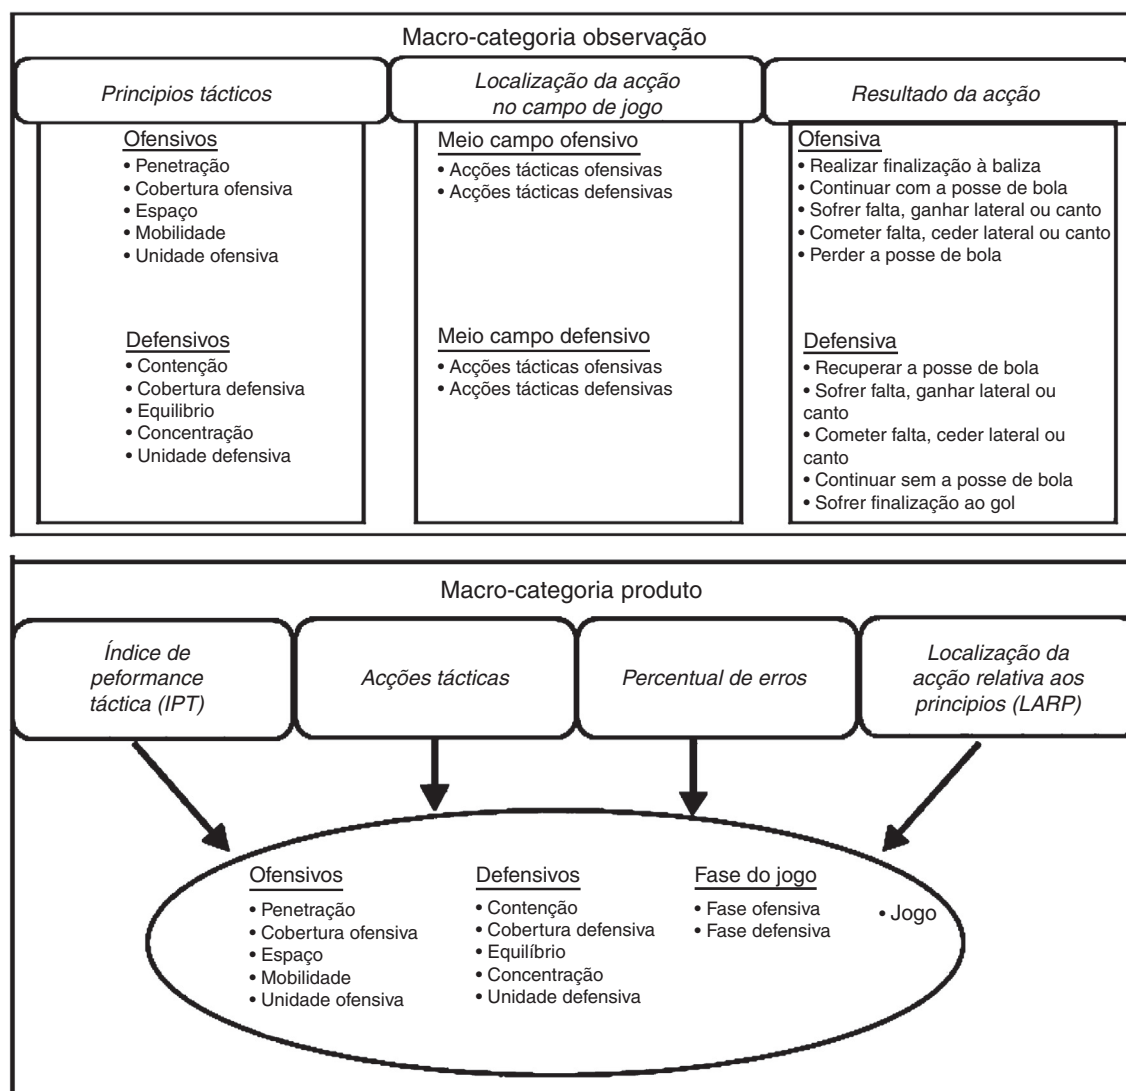 Macro-categoria observação
Principios tácticos
Localização da acção
no campo de jogo
Resultado da acção
Ofensivos
• Penetração
• Cobertura ofensiva
• Espaço
• Mobilidade
• Unidade ofensiva
Defensivos
• Contenção
• Cobertura defensiva
• Equilibrio
• Concentração
• Unidade defensiva
Meio campo ofensivo
• Acções tácticas ofensivas
• Acções tácticas defensivas
Meio campo defensivo
• Acções tácticas ofensivas
• Acções tácticas defensivas
Ofensiva
• Realizar finalização à baliza
• Continuar com a posse de bola
• Sofrer falta, ganhar lateral ou canto
• Cometer falta, ceder lateral ou canto
• Perder a posse de bola
Defensiva
• Recuperar a posse de bola
• Sofrer falta, ganhar lateral ou
canto
• Cometer falta, ceder lateral ou
canto
• Continuar sem a posse de bola
• Sofrer finalização ao gol
Macro-categoria produto
Índice de
peformance
táctica (IPT)
Acções tácticas
Percentual de erros
Localização da
acção relativa aos
principios (LARP)
Ofensivos
• Penetração
• Cobertura ofensiva
• Espaço
• Mobilidade
• Unidade ofensiva
Defensivos
• Contenção
• Cobertura defensiva
• Equilíbrio
• Concentração
• Unidade defensiva
Fase do jogo
• Fase ofensiva
• Fase defensiva
• Jogo